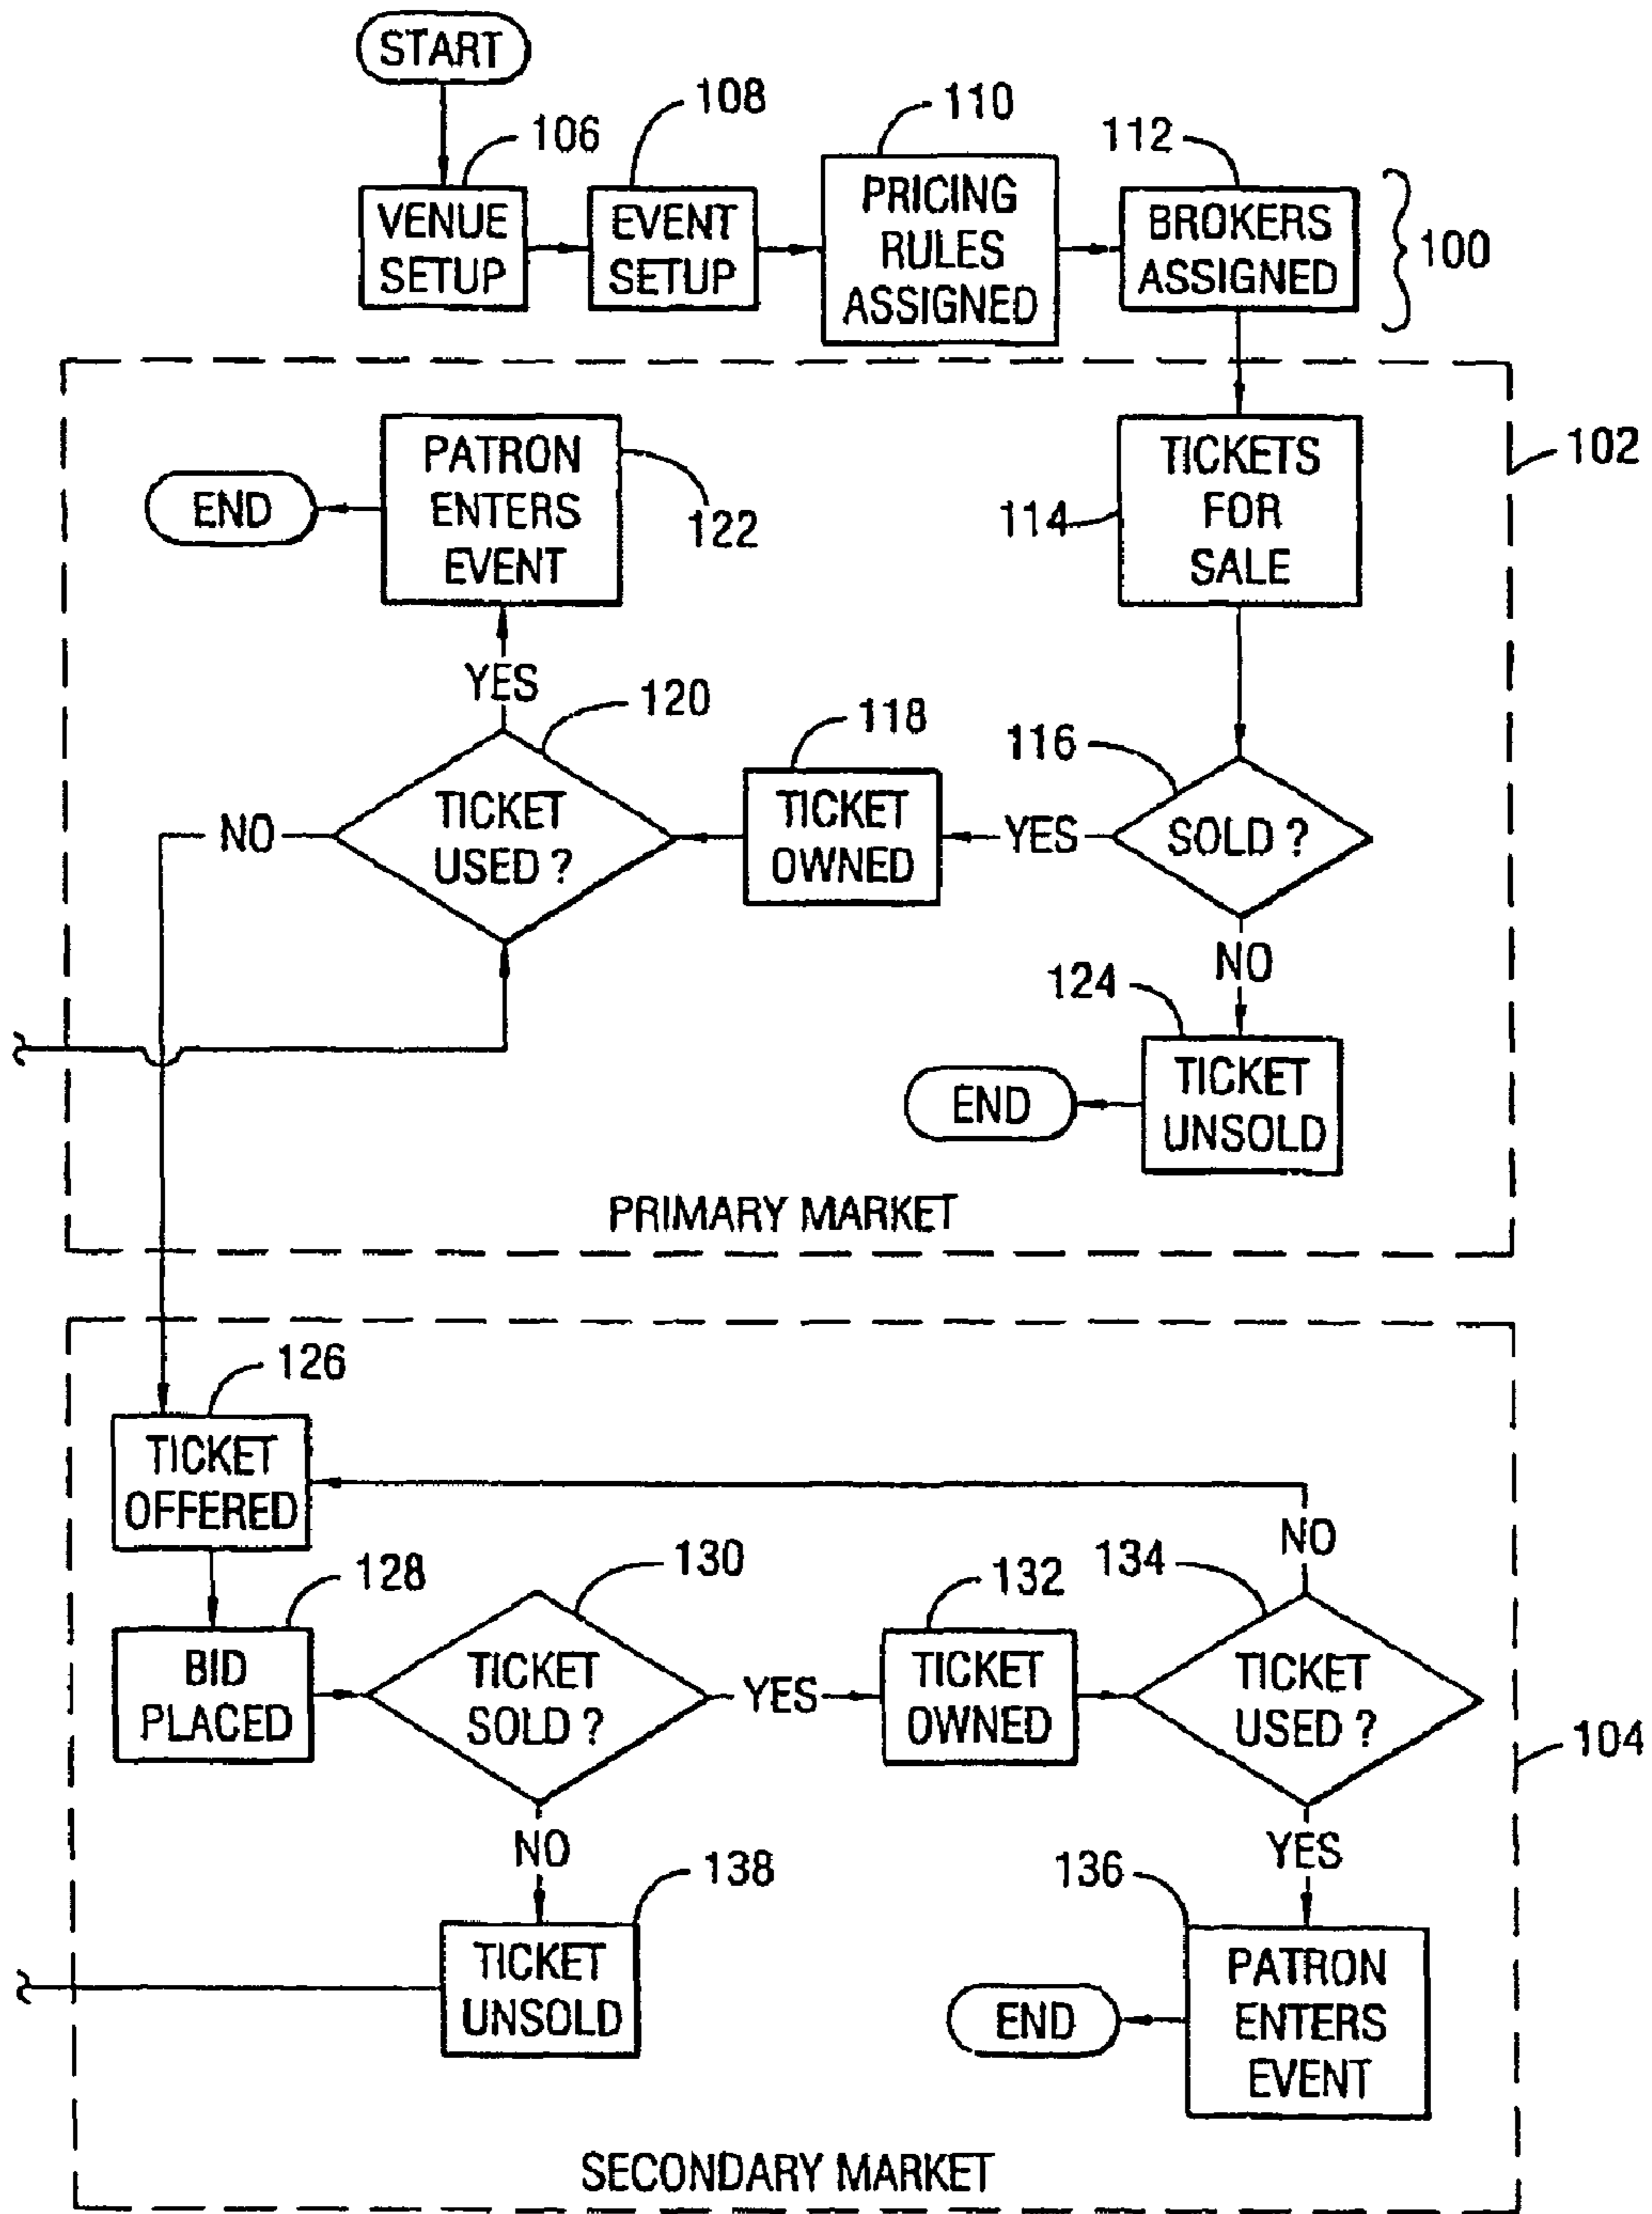 START
106
108
110
112
VENUE
SETUP
EVENT
SETUP
PRICING
RULES
ASSIGNED
BROKERS
ASSIGNED
100
102
PATRON
ENTERS
EVENT
122
END
TICKETS
FOR
SALE
114
YES
120
118
116
NO
TICKET
USED ?
TICKET
OWNED
YES
SOLD ?
NO
124
END
TICKET
UNSOLD
PRIMARY MARKET
126
TICKET
OFFERED
128
130
132
134
NO
BID
PLACED
TICKET
SOLD ?
YES
TICKET
OWNED
TICKET
USED ?
104
NO
138
YES
136
TICKET
UNSOLD
END
PATRON
ENTERS
EVENT
SECONDARY MARKET